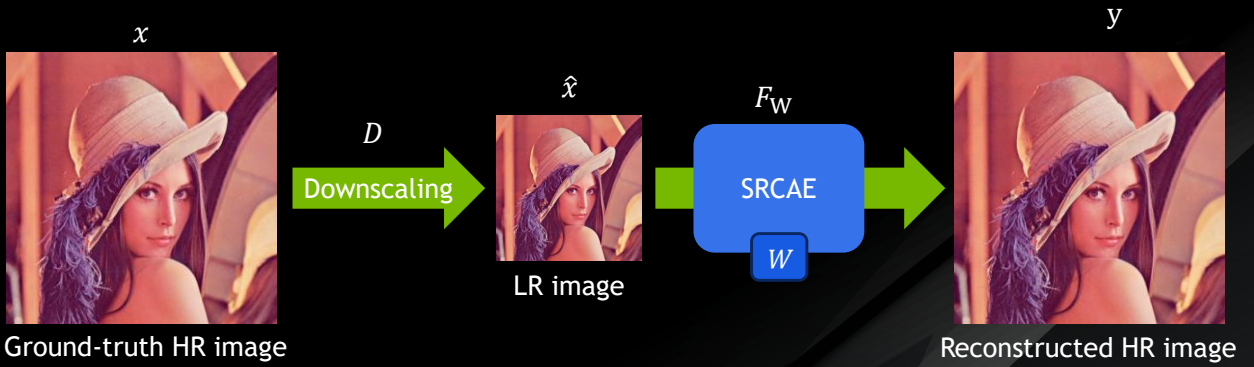 x
Ground-truth HR image
D
Downscaling
x̂
LR image
F_W
SRCAE
W
y
Reconstructed HR image